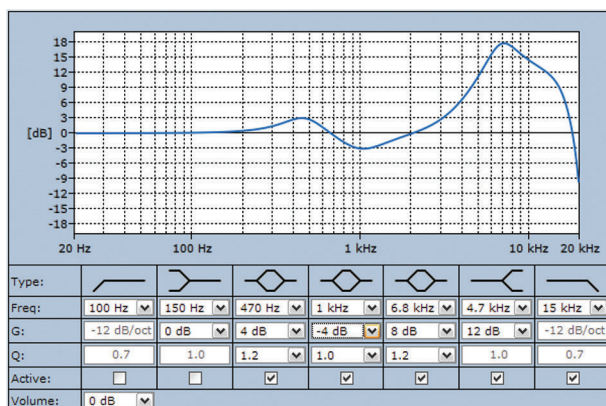 18
15
12
9
6
3
[dB] 0
-3
-6
-9
-12
-15
-18
20 Hz 100 Hz 1 kHz 10 kHz 20 kHz
Type:
Freq: 100 Hz 150 Hz 470 Hz 1 kHz 6.8 kHz 4.7 kHz 15 kHz
G: -12 dB/oct 0 dB 4 dB -4 dB 8 dB 12 dB -12 dB/oct
Q: 0.7 1.0 1.2 1.0 1.2 1.0 0.7
Active:
Volume: 0 dB